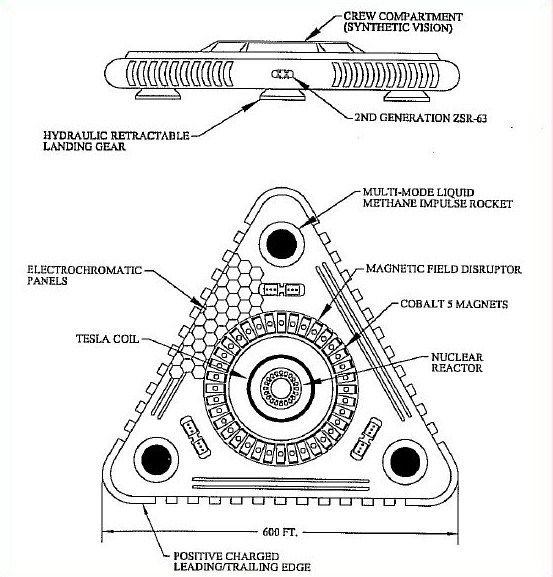 CREW COMPARTMENT
(SYNTHETIC VISION)
2ND GENERATION ZSR-63
HYDRAULIC RETRACTABLE
LANDING GEAR
MULTI-MODE LIQUID
METHANE IMPULSE ROCKET
ELECTROCHROMATIC
PANELS
MAGNETIC FIELD DISRUPTOR
COBALT 5 MAGNETS
TESLA COIL
NUCLEAR
REACTOR
600 FT.
POSITIVE CHARGED
LEADING/TRAILING EDGE